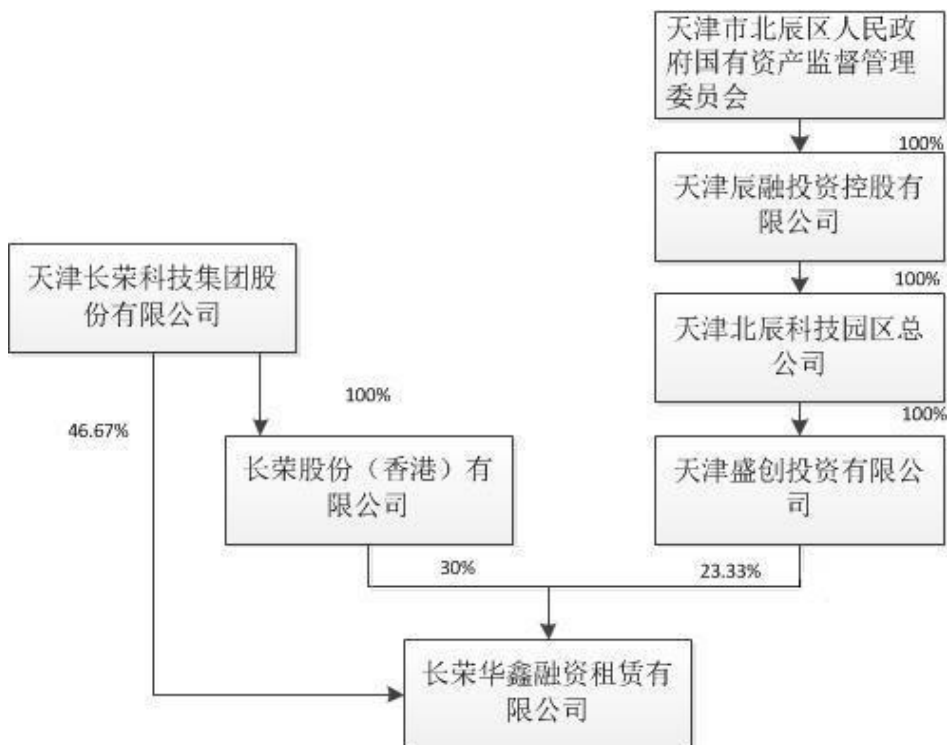 天津市北辰区人民政
府国有资产监督管理
委员会
100%
天津辰融投资控股有
限公司
100%
天津长荣科技集团股
份有限公司
天津北辰科技园区总
公司
100%
46.67%
100%
长荣股份（香港）有
限公司
天津盛创投资有限公
司
30%
23.33%
长荣华鑫融资租赁有
限公司